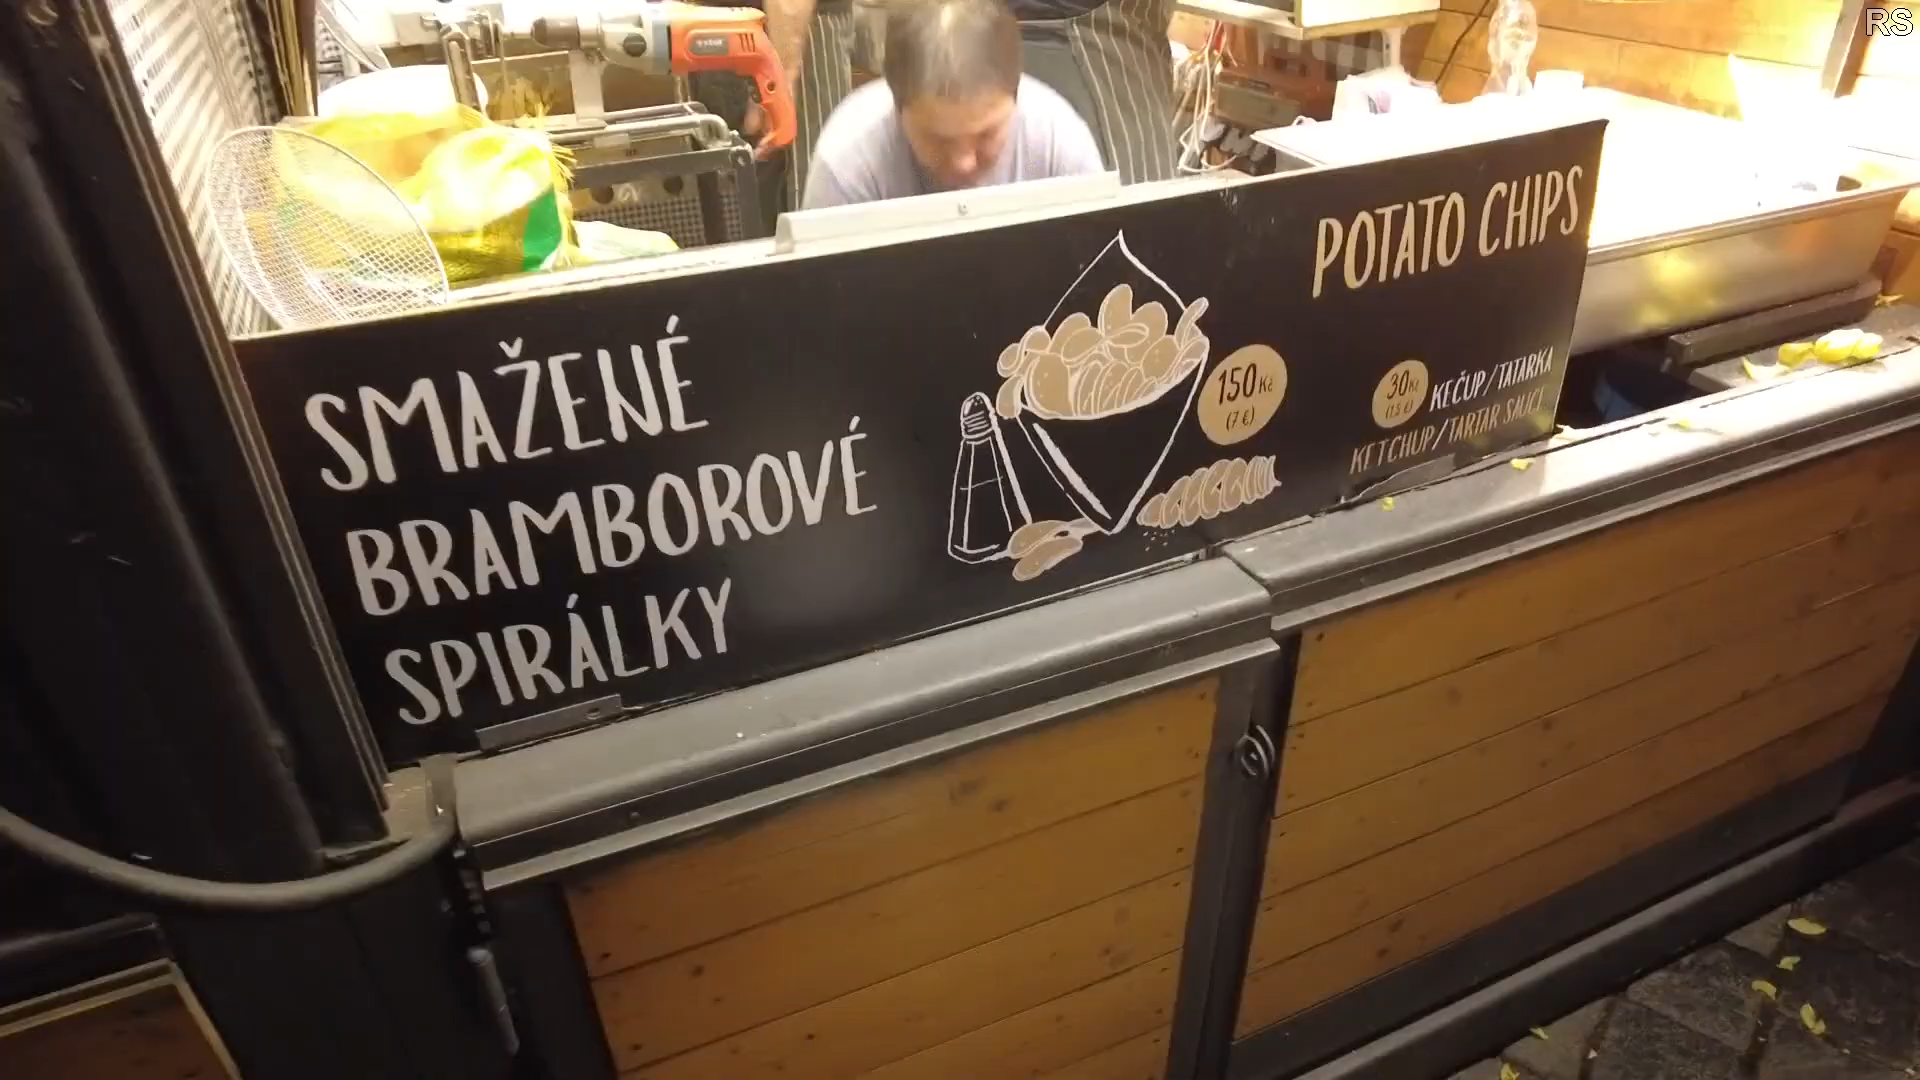 RS
SMAŽENÉ
BRAMBOROVÉ
SPIRÁLKY
150 Kč
(7 €)
POTATO CHIPS
30 Kč
(1.5 €)
KEČUP/TATARKA
KETCHUP/TARTAR SAUCE